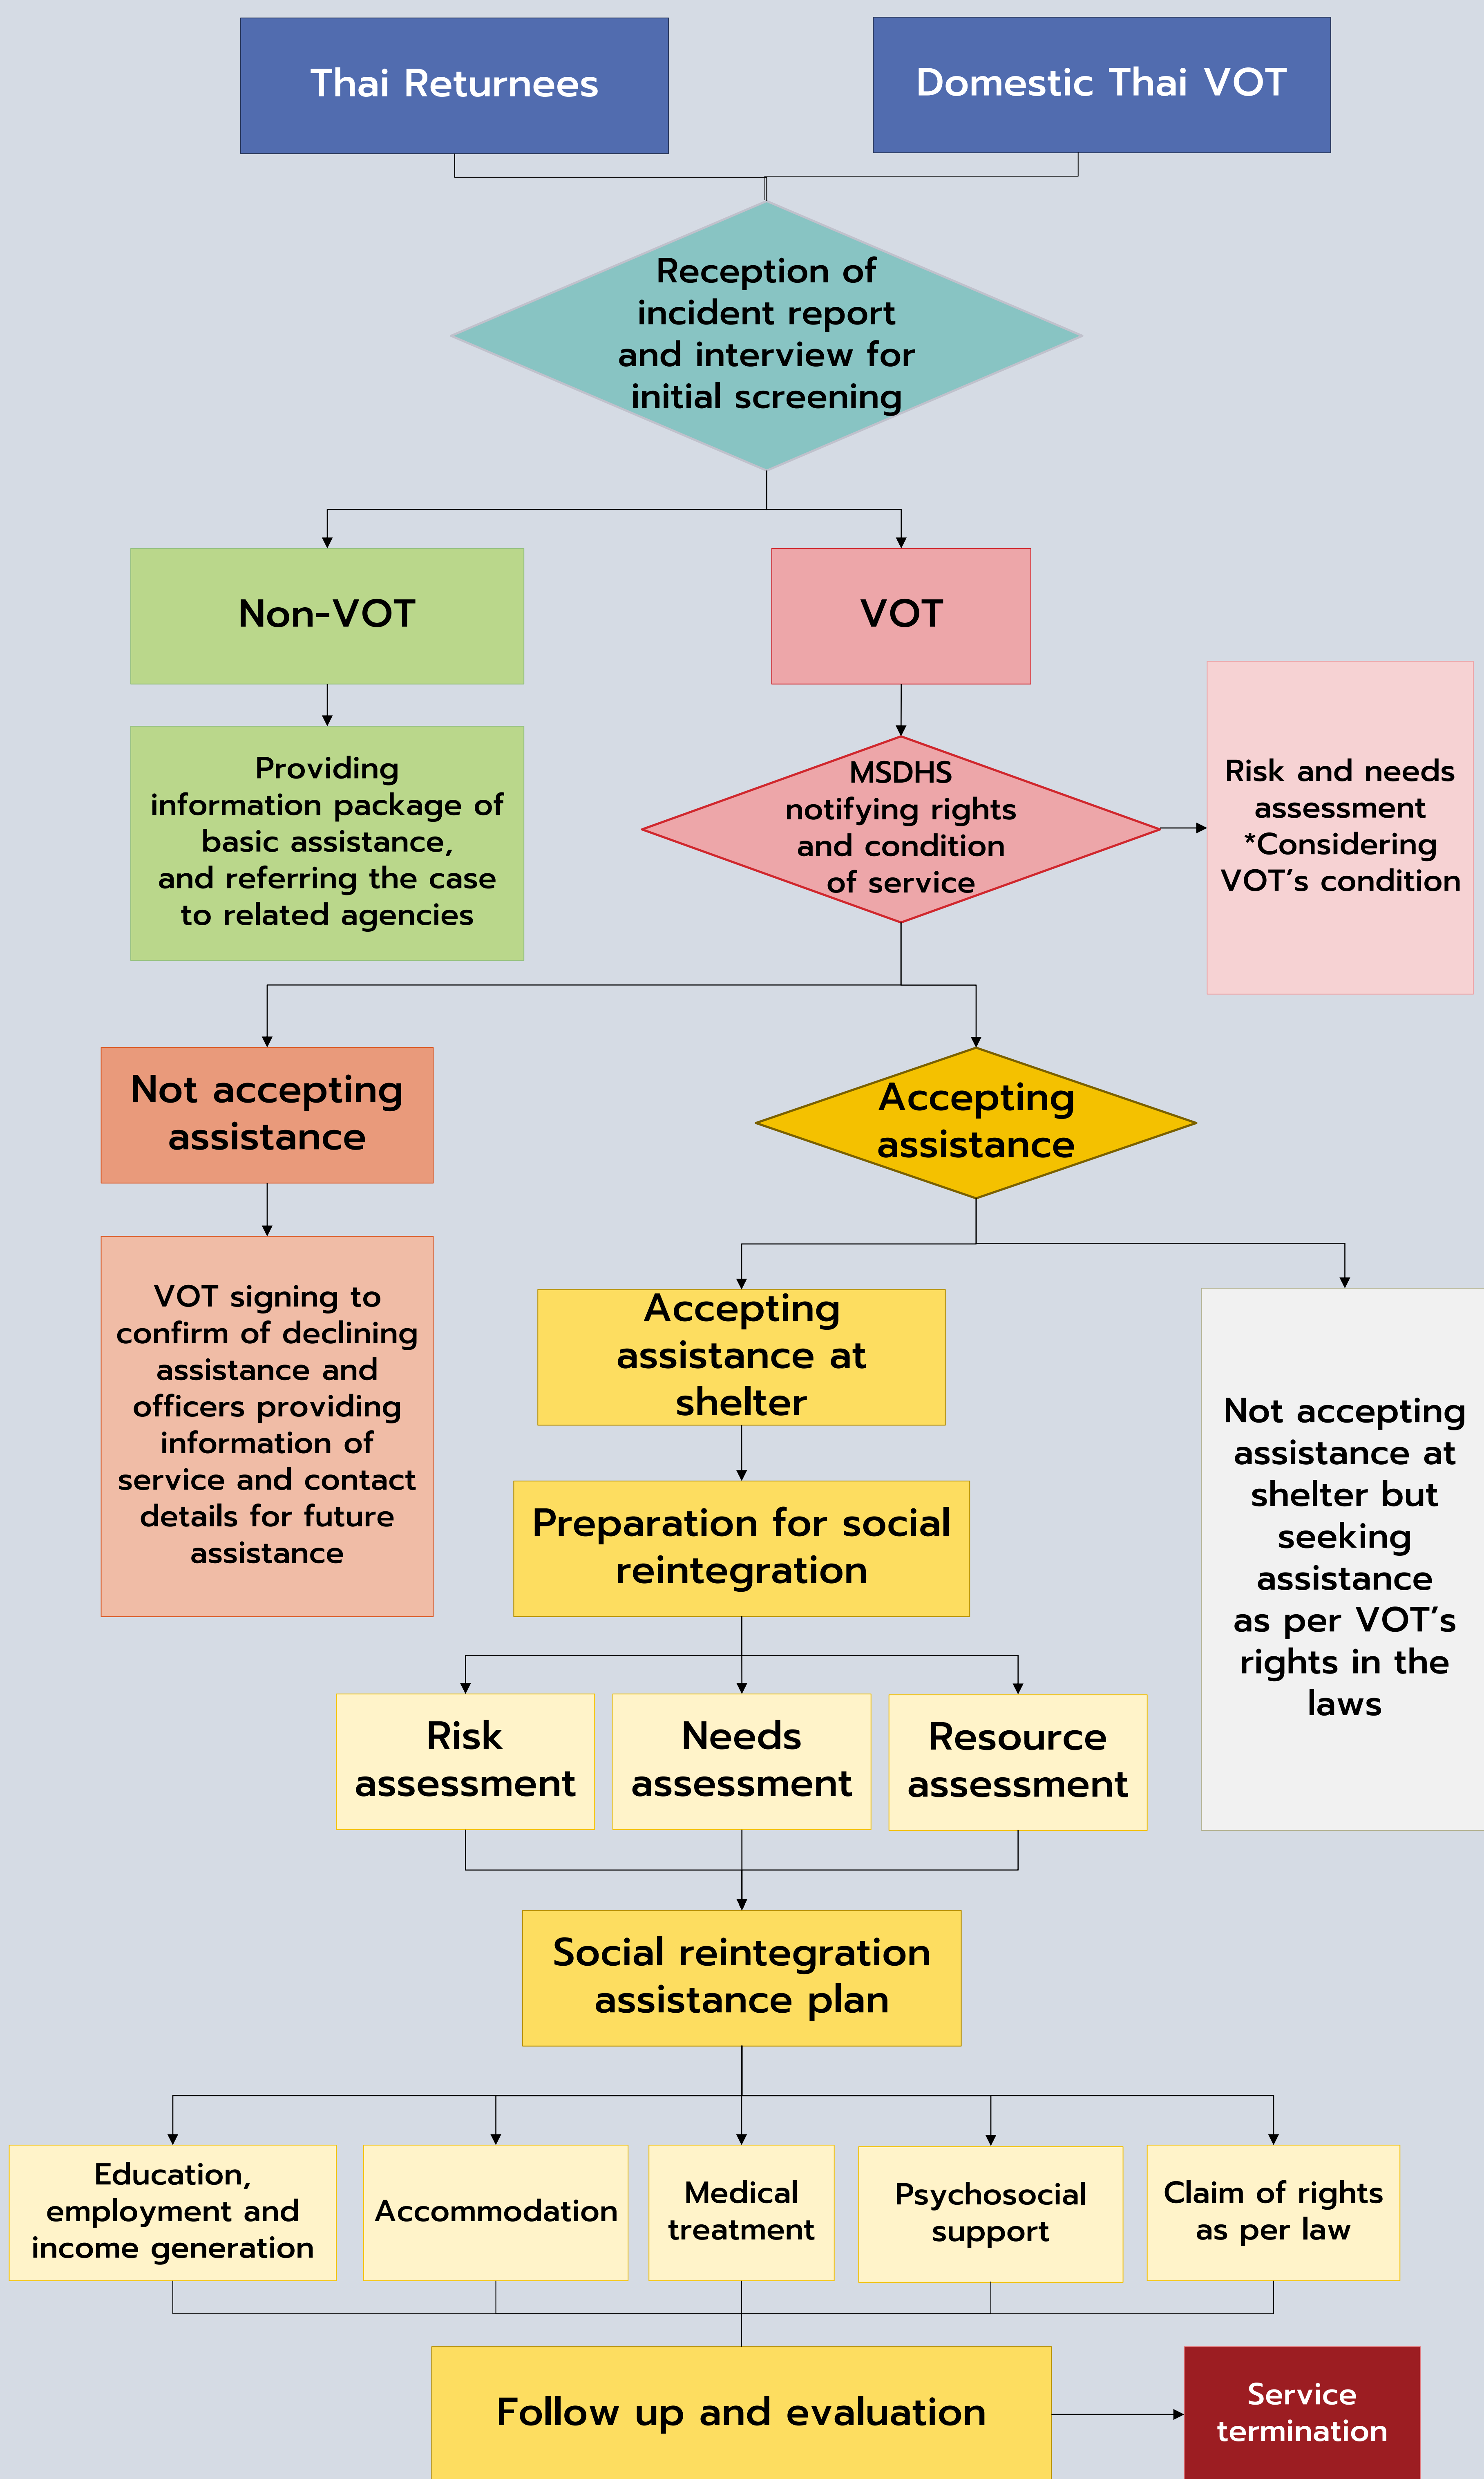 Thai Returnees
Domestic Thai VOT
Reception of
incident report
and interview for
initial screening
Non-VOT
VOT
Providing
information package of
basic assistance,
and referring the case
to related agencies
MSDHS
notifying rights
and condition
of service
Risk and needs
assessment
*Considering
VOT’s condition
Not accepting
assistance
Accepting
assistance
VOT signing to
confirm of declining
assistance and
officers providing
information of
service and contact
details for future
assistance
Accepting
assistance at
shelter
Not accepting
assistance at
shelter but
seeking
assistance
as per VOT’s
rights in the
laws
Preparation for social
reintegration
Risk
assessment
Needs
assessment
Resource
assessment
Social reintegration
assistance plan
Education,
employment and
income generation
Accommodation
Medical
treatment
Psychosocial
support
Claim of rights
as per law
Follow up and evaluation
Service
termination